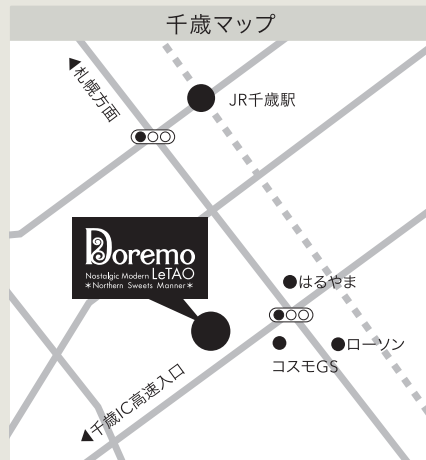 千歳マップ
▲札幌方面
JR千歳駅
Doremo
Nostalgic Modern LeTAO
*Northern Sweets Manner*
はるやま
ローソン
コスモGS
▲千歳IC高速入口